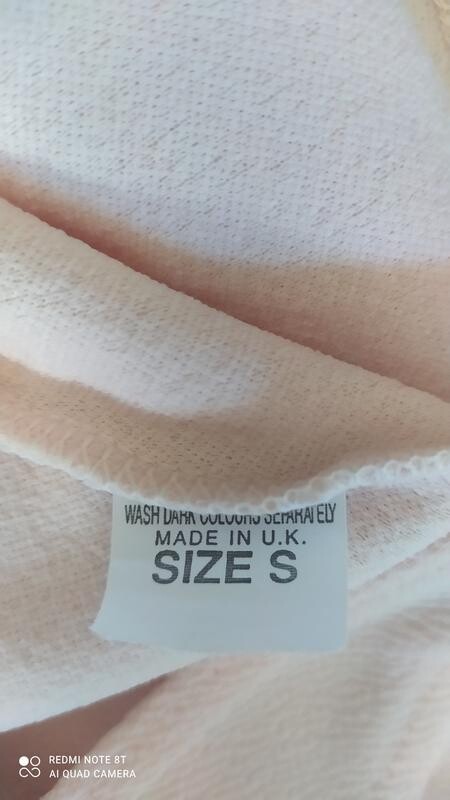 WASH DARK COLOURS SEPARATELY
MADE IN U.K.
SIZE S
REDMI NOTE 8T
AI QUAD CAMERA